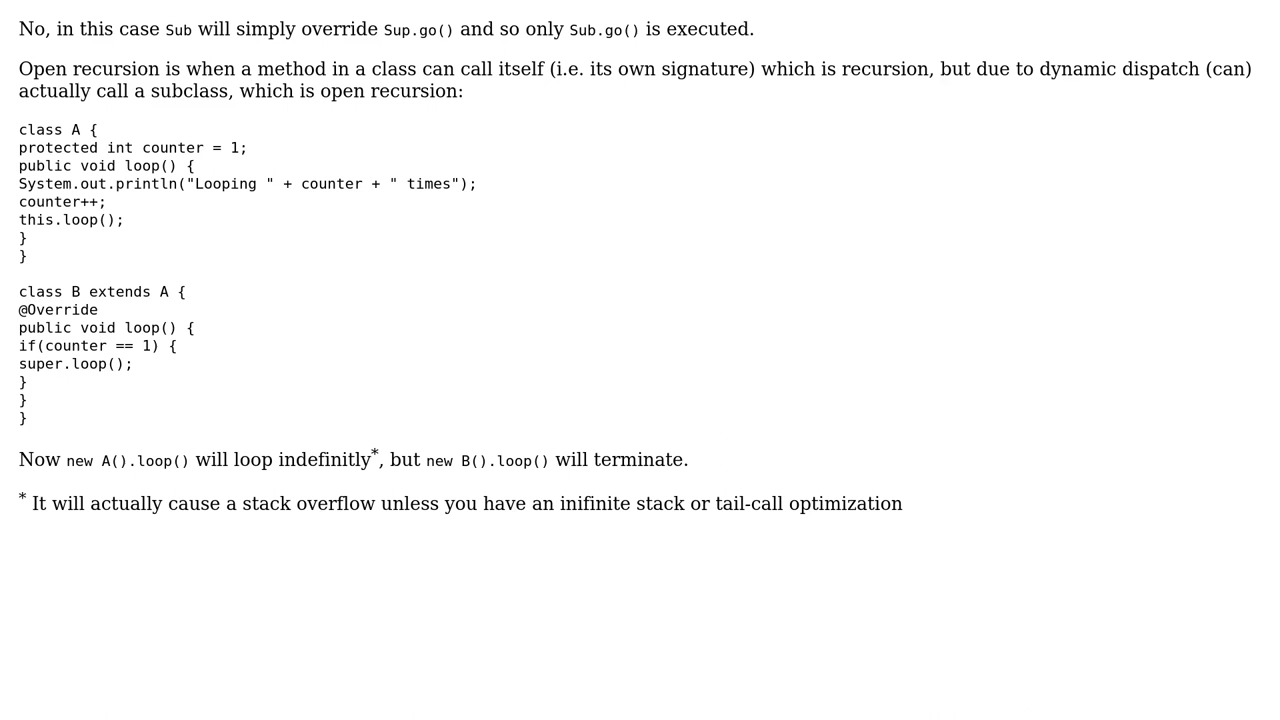 No, in this case Sub will simply override Sup.go() and so only Sub.go() is executed.
Open recursion is when a method in a class can call itself (i.e. its own signature) which is recursion, but due to dynamic dispatch (can)
actually call a subclass, which is open recursion:
class A {
protected int counter = 1;
public void loop() {
System.out.println("Looping " + counter + " times");
counter++;
this.loop();
}
}
class B extends A {
@Override
public void loop() {
if(counter == 1) {
super.loop();
}
}
}
Now new A().loop() will loop indefinitly*, but new B().loop() will terminate.
* It will actually cause a stack overflow unless you have an inifinite stack or tail-call optimization